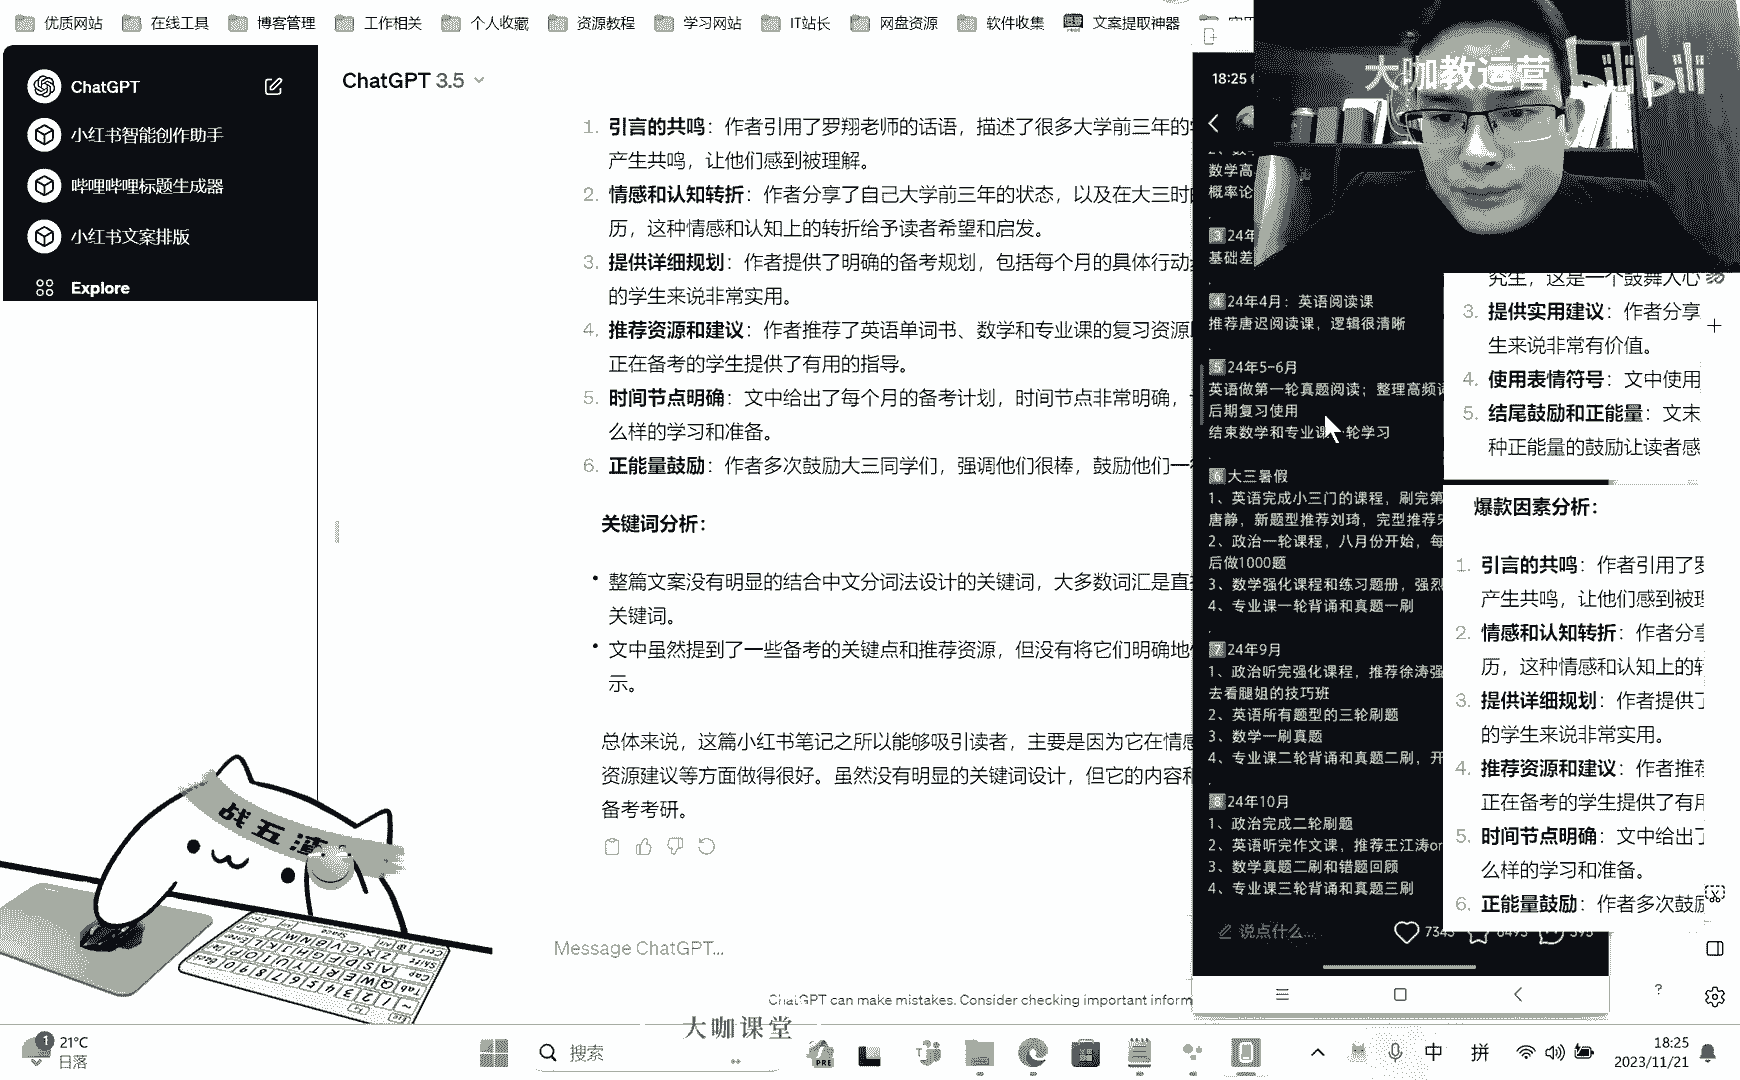 优质网站
在线工具
博客管理
工作相关
个人收藏
资源教程
学习网站
IT站长
网盘资源
软件收集
文案提取神器
ChatGPT
小红书智能创作助手
哔哩哔哩标题生成器
小红书文案排版
Explore
ChatGPT 3.5
1. 引言的共鸣：作者引用了罗翔老师的话语，描述了很多大学前三年的
产生共鸣，让他们感到被理解。
2. 情感和认知转折：作者分享了自己大学前三年的状态，以及在大三时
历，这种情感和认知上的转折给予读者希望和启发。
3. 提供详细规划：作者提供了明确的备考规划，包括每个月的具体行动
的学生来说非常实用。
4. 推荐资源和建议：作者推荐了英语单词书、数学和专业课的复习资源
正在备考的学生提供了有用的指导。
5. 时间节点明确：文中给出了每个月的备考计划，时间节点非常明确，
么样的学习和准备。
6. 正能量鼓励：作者多次鼓励大三同学们，强调他们很棒，鼓励他们一
关键词分析：
• 整篇文案没有明显的结合中文分词法设计的关键词，大多数词汇是直
关键词。
• 文中虽然提到了一些备考的关键点和推荐资源，但没有将它们明确地
示。
总体来说，这篇小红书笔记之所以能够吸引读者，主要是因为它在情感
资源建议等方面做得很好。虽然没有明显的关键词设计，但它的内容和
备考考研。
Message ChatGPT...
ChatGPT can make mistakes. Consider checking important inform
大咖课堂
战五渣
18:25
大咖教运营
bilibili
数学高
概率论
3 24年
基础差
4 24年4月：英语阅读课
推荐唐迟阅读课，逻辑很清晰
5 24年5-6月
英语做第一轮真题阅读；整理高频词
后期复习使用
结束数学和专业课一轮学习
6 大三暑假
1、英语完成小三门的课程，刷完第
唐静，新题型推荐刘琦，完型推荐宋
2、政治一轮课程，八月份开始，每
后做1000题
3、数学强化课程和练习题册，强烈
4、专业课一轮背诵和真题一刷
7 24年9月
1、政治听完强化课程，推荐徐涛强
去看腿姐的技巧班
2、英语所有题型的三轮刷题
3、数学一刷真题
4、专业课二轮背诵和真题二刷，开
8 24年10月
1、政治完成二轮刷题
2、英语听完作文课，推荐王江涛or
3、数学真题二刷和错题回顾
4、专业课三轮背诵和真题三刷
说点什么...
7343 6493 395
究生，这是一个鼓舞人心
3. 提供实用建议：作者分享
生来说非常有价值。
4. 使用表情符号：文中使用
5. 结尾鼓励和正能量：文末
种正能量的鼓励让读者感
爆款因素分析：
1. 引言的共鸣：作者引用了罗
产生共鸣，让他们感到被理
2. 情感和认知转折：作者分享
历，这种情感和认知上的转
3. 提供详细规划：作者提供了
的学生来说非常实用。
4. 推荐资源和建议：作者推荐
正在备考的学生提供了有用
5. 时间节点明确：文中给出了
么样的学习和准备。
6. 正能量鼓励：作者多次鼓励
1
21°C
日落
搜索
PRE
中
拼
18:25
2023/11/21